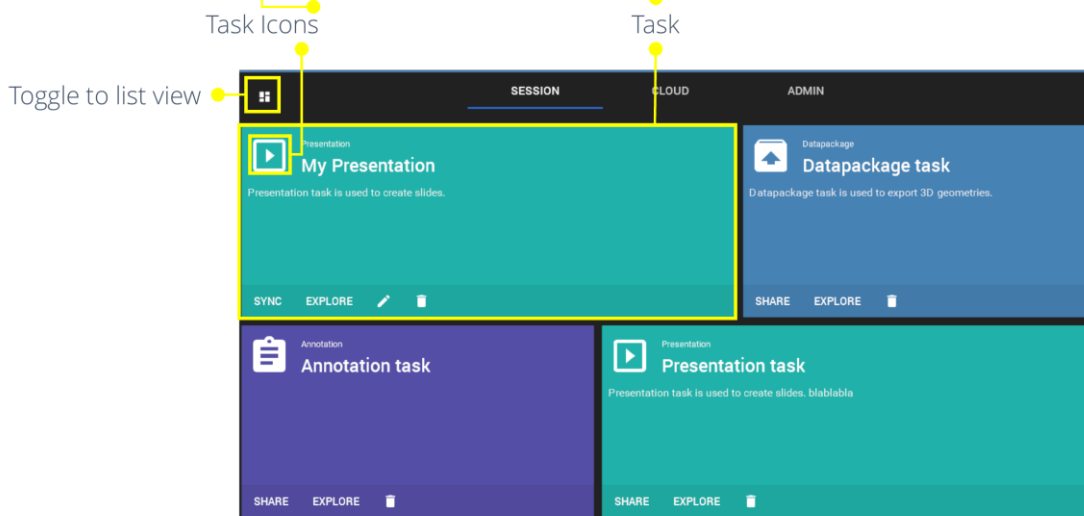 Task Icons
Task
Toggle to list view
SESSION
CLOUD
ADMIN
Presentation
My Presentation
Presentation task is used to create slides.
SYNC EXPLORE
Datapackage
Datapackage task
Datapackage task is used to export 3D geometries.
SHARE EXPLORE
Annotation
Annotation task
SHARE EXPLORE
Presentation
Presentation task
Presentation task is used to create slides. blablabla
SHARE EXPLORE